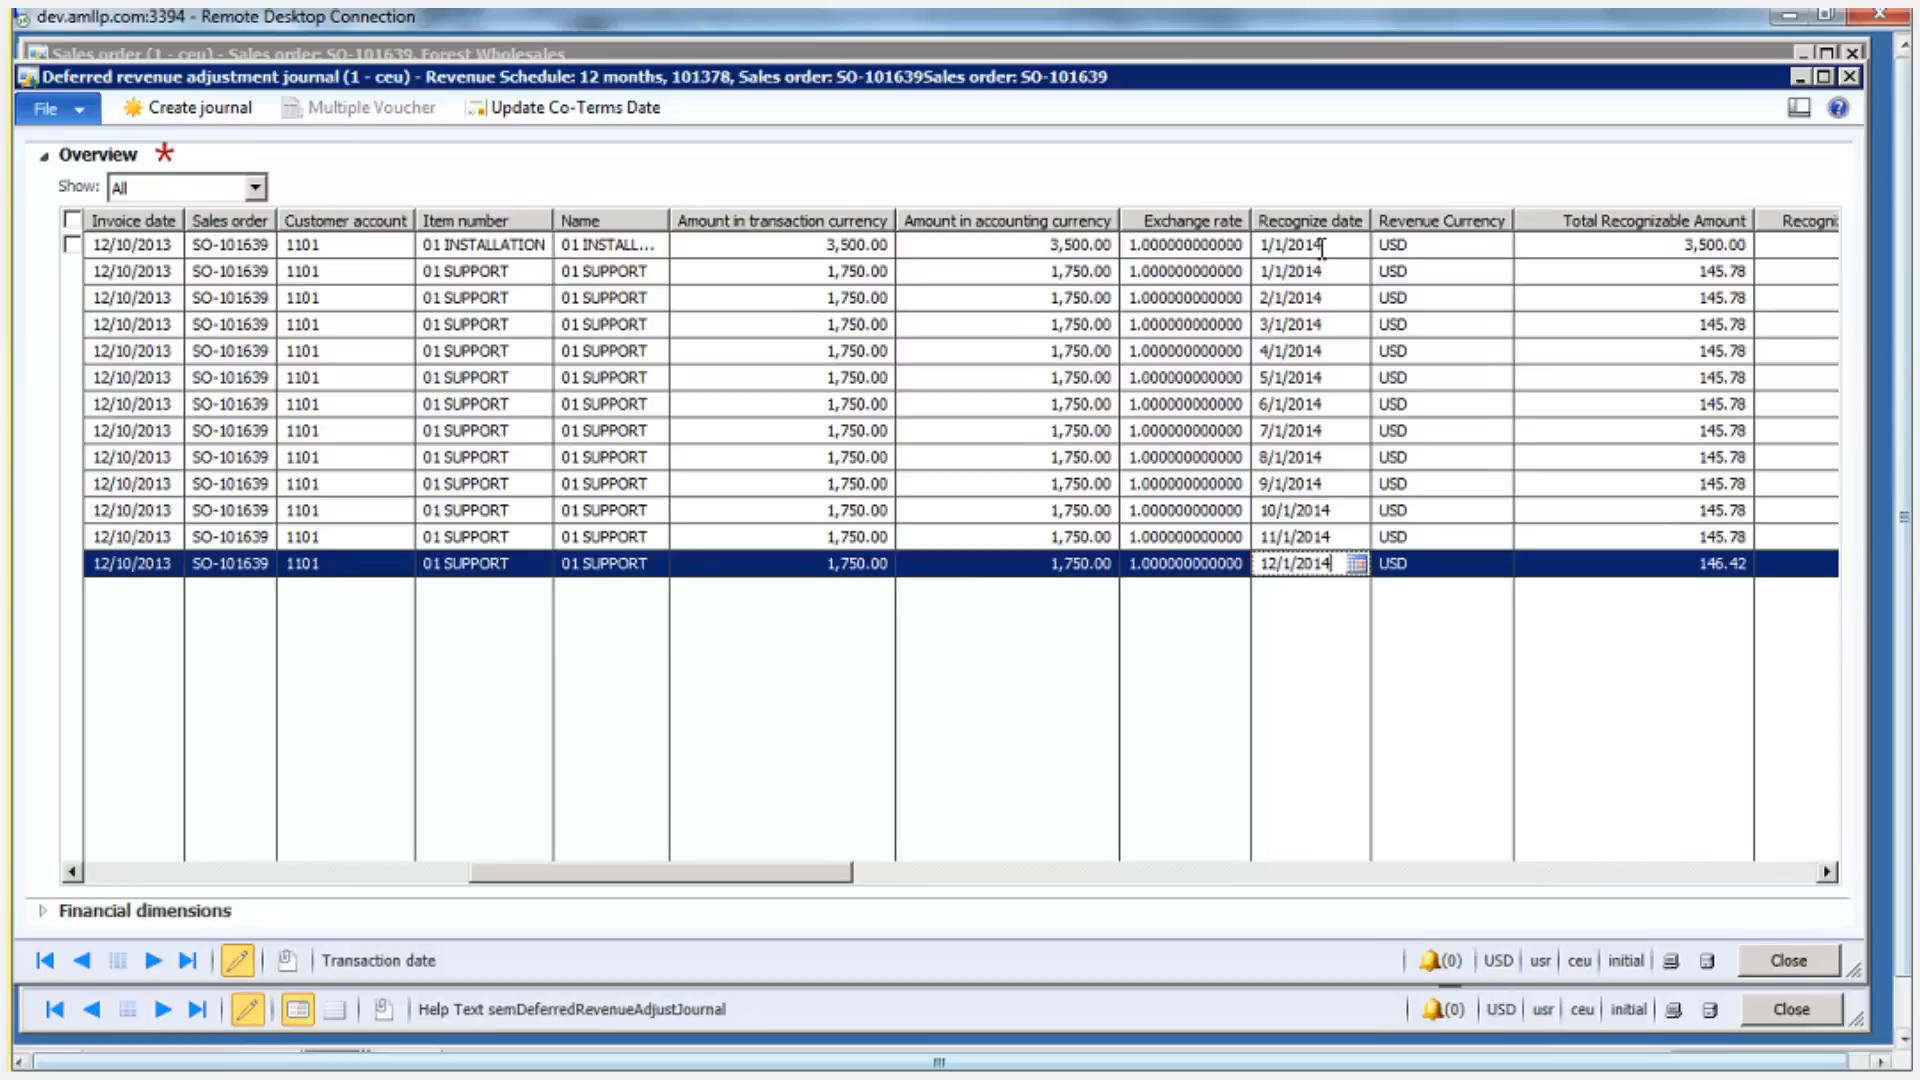 dev.amllp.com:3394 - Remote Desktop Connection
Sales order (1 - ceu) - Sales order: SO-101639, Forest Wholesales
Deferred revenue adjustment journal (1 - ceu) - Revenue Schedule: 12 months, 101378, Sales order: SO-101639Sales order: SO-101639
File Create journal Multiple Voucher Update Co-Terms Date
Overview *
Show: All
Invoice date Sales order Customer account Item number Name Amount in transaction currency Amount in accounting currency Exchange rate Recognize date Revenue Currency Total Recognizable Amount Recogni
12/10/2013 SO-101639 1101 01 INSTALLATION 01 INSTALL... 3,500.00 3,500.00 1.000000000000 1/1/2014 USD 3,500.00
12/10/2013 SO-101639 1101 01 SUPPORT 01 SUPPORT 1,750.00 1,750.00 1.000000000000 1/1/2014 USD 145.78
12/10/2013 SO-101639 1101 01 SUPPORT 01 SUPPORT 1,750.00 1,750.00 1.000000000000 2/1/2014 USD 145.78
12/10/2013 SO-101639 1101 01 SUPPORT 01 SUPPORT 1,750.00 1,750.00 1.000000000000 3/1/2014 USD 145.78
12/10/2013 SO-101639 1101 01 SUPPORT 01 SUPPORT 1,750.00 1,750.00 1.000000000000 4/1/2014 USD 145.78
12/10/2013 SO-101639 1101 01 SUPPORT 01 SUPPORT 1,750.00 1,750.00 1.000000000000 5/1/2014 USD 145.78
12/10/2013 SO-101639 1101 01 SUPPORT 01 SUPPORT 1,750.00 1,750.00 1.000000000000 6/1/2014 USD 145.78
12/10/2013 SO-101639 1101 01 SUPPORT 01 SUPPORT 1,750.00 1,750.00 1.000000000000 7/1/2014 USD 145.78
12/10/2013 SO-101639 1101 01 SUPPORT 01 SUPPORT 1,750.00 1,750.00 1.000000000000 8/1/2014 USD 145.78
12/10/2013 SO-101639 1101 01 SUPPORT 01 SUPPORT 1,750.00 1,750.00 1.000000000000 9/1/2014 USD 145.78
12/10/2013 SO-101639 1101 01 SUPPORT 01 SUPPORT 1,750.00 1,750.00 1.000000000000 10/1/2014 USD 145.78
12/10/2013 SO-101639 1101 01 SUPPORT 01 SUPPORT 1,750.00 1,750.00 1.000000000000 11/1/2014 USD 145.78
12/10/2013 SO-101639 1101 01 SUPPORT 01 SUPPORT 1,750.00 1,750.00 1.000000000000 12/1/2014 USD 146.42
Financial dimensions
Transaction date (0) USD usr ceu initial Close
Help Text semDeferredRevenueAdjustJournal (0) USD usr ceu initial Close